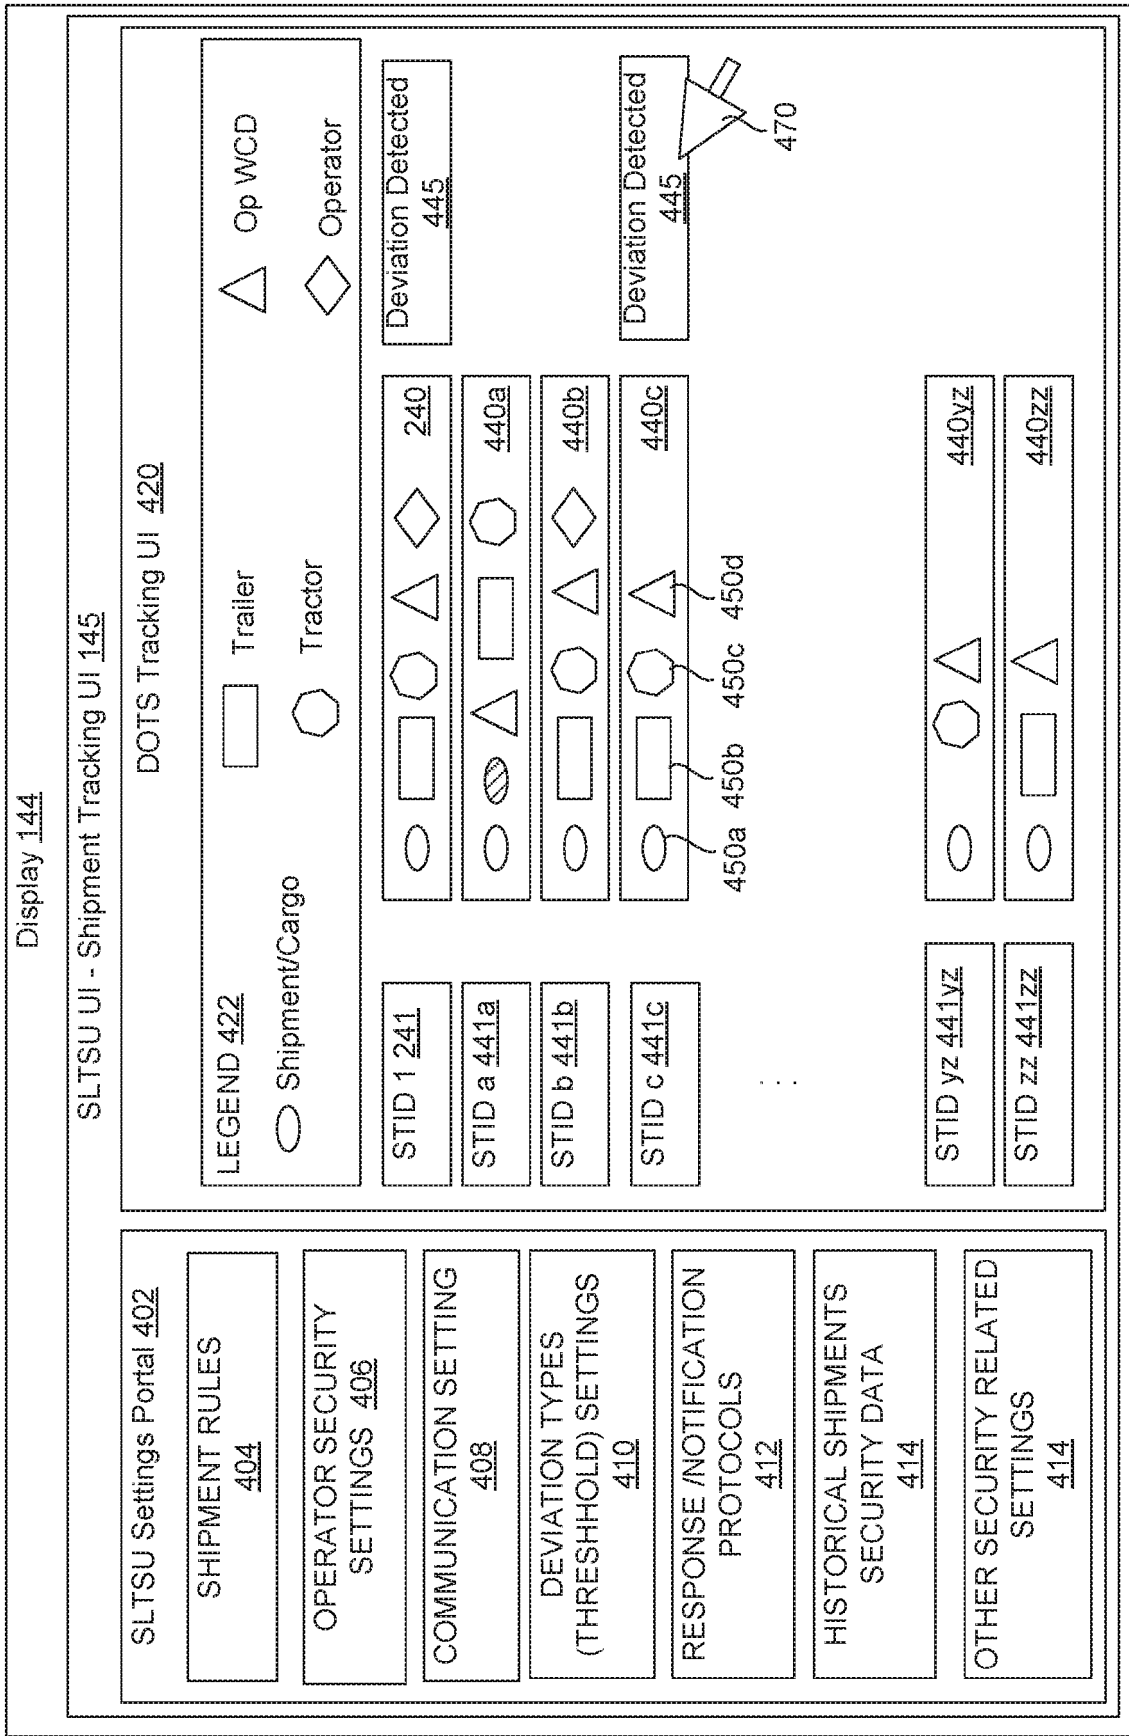 Display 144
SLTSU UI - Shipment Tracking UI 145
SLTSU Settings Portal 402
SHIPMENT RULES
404
OPERATOR SECURITY
SETTINGS 406
COMMUNICATION SETTING
408
DEVIATION TYPES
(THRESHHOLD) SETTINGS
410
RESPONSE /NOTIFICATION
PROTOCOLS
412
HISTORICAL SHIPMENTS
SECURITY DATA
414
OTHER SECURITY RELATED
SETTINGS
414
DOTS Tracking UI 420
LEGEND 422
Shipment/Cargo
Trailer
Tractor
Op WCD
Operator
STID 1 241
240
Deviation Detected
445
STID a 441a
440a
STID b 441b
440b
STID c 441c
440c
Deviation Detected
445
450a
450b
450c
450d
470
. . .
STID yz 441yz
440yz
STID zz 441zz
440zz